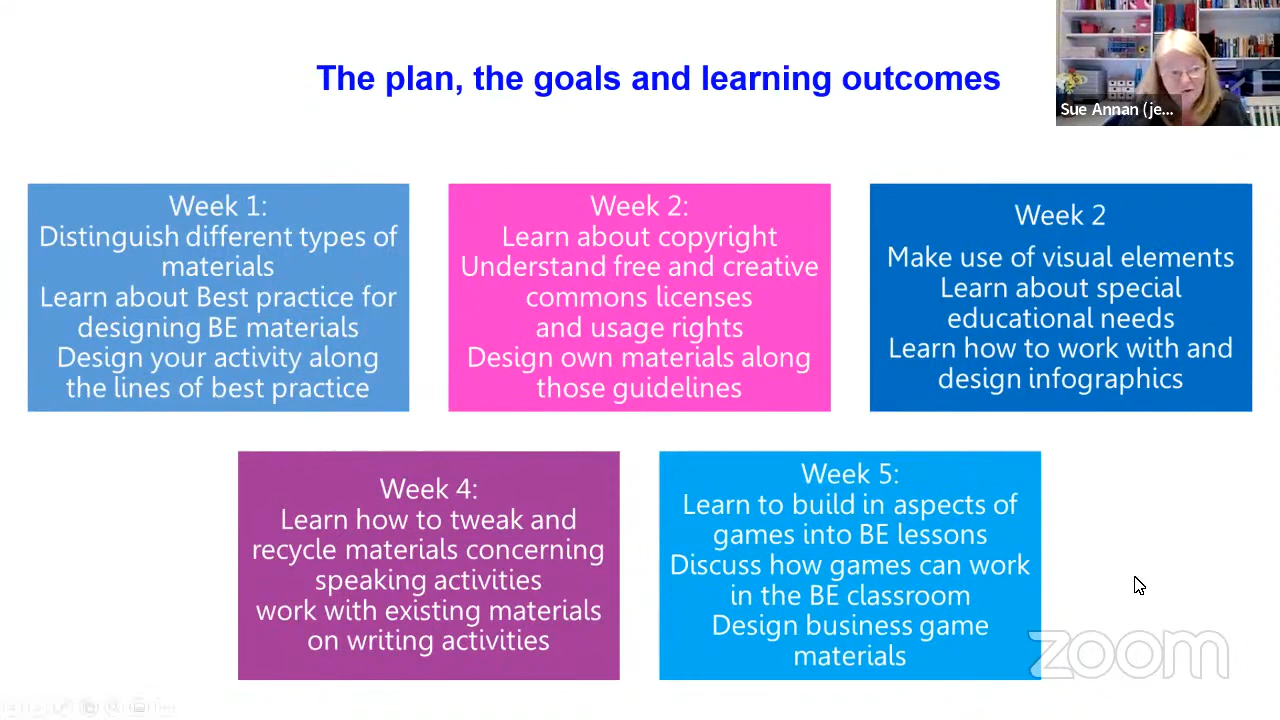 The plan, the goals and learning outcomes
Sue Annan (je...
Week 1:
Distinguish different types of
materials
Learn about Best practice for
designing BE materials
Design your activity along
the lines of best practice
Week 2:
Learn about copyright
Understand free and creative
commons licenses
and usage rights
Design own materials along
those guidelines
Week 2
Make use of visual elements
Learn about special
educational needs
Learn how to work with and
design infographics
Week 4:
Learn how to tweak and
recycle materials concerning
speaking activities
work with existing materials
on writing activities
Week 5:
Learn to build in aspects of
games into BE lessons
Discuss how games can work
in the BE classroom
Design business game
materials
zoom